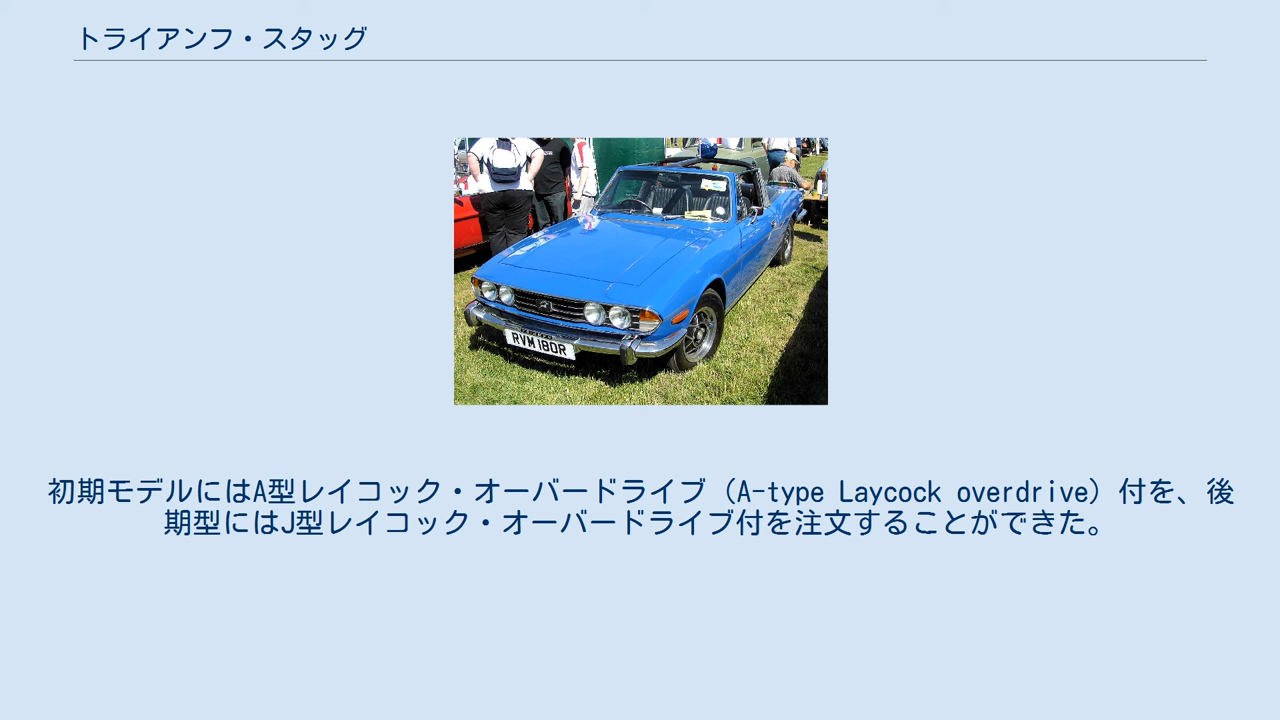 トライアンフ・スタッグ
RVM 180R
初期モデルにはA型レイコック・オーバードライブ（A-type Laycock overdrive）付を、後
期型にはJ型レイコック・オーバードライブ付を注文することができた。